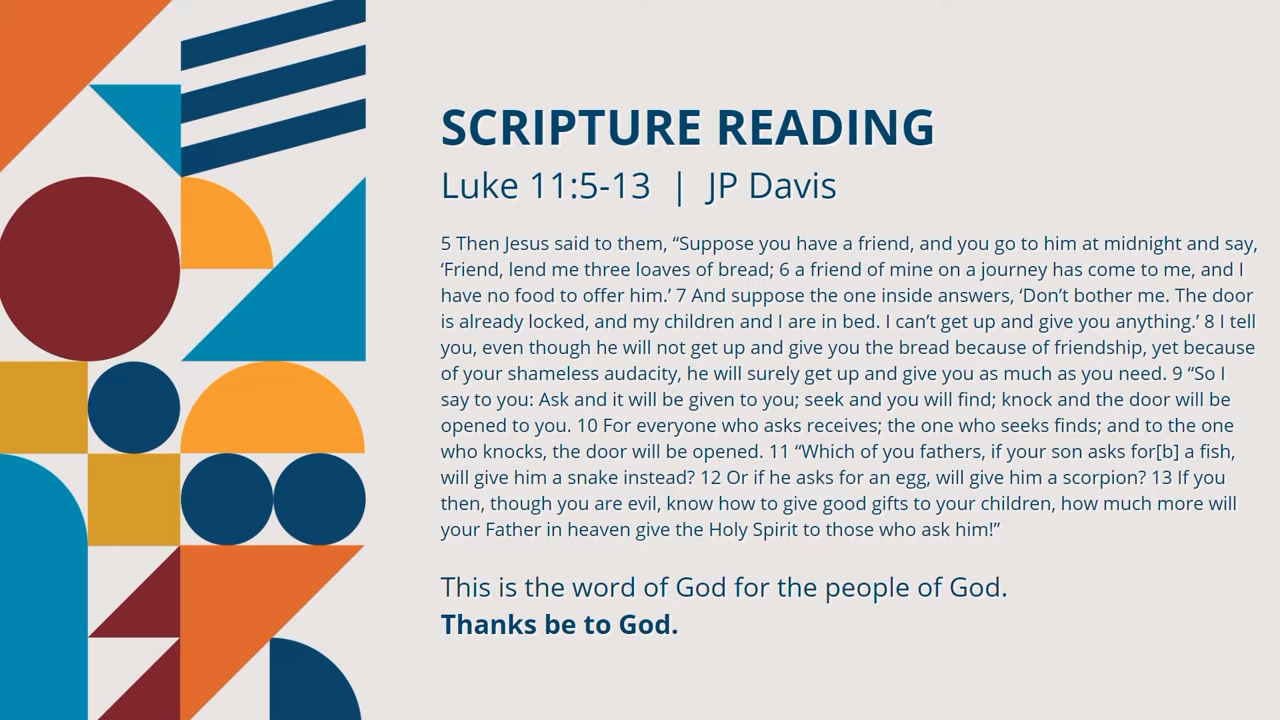 SCRIPTURE READING
Luke 11:5-13 | JP Davis
5 Then Jesus said to them, “Suppose you have a friend, and you go to him at midnight and say,
‘Friend, lend me three loaves of bread; 6 a friend of mine on a journey has come to me, and I
have no food to offer him.’ 7 And suppose the one inside answers, ‘Don’t bother me. The door
is already locked, and my children and I are in bed. I can’t get up and give you anything.’ 8 I tell
you, even though he will not get up and give you the bread because of friendship, yet because
of your shameless audacity, he will surely get up and give you as much as you need. 9 “So I
say to you: Ask and it will be given to you; seek and you will find; knock and the door will be
opened to you. 10 For everyone who asks receives; the one who seeks finds; and to the one
who knocks, the door will be opened. 11 “Which of you fathers, if your son asks for[b] a fish,
will give him a snake instead? 12 Or if he asks for an egg, will give him a scorpion? 13 If you
then, though you are evil, know how to give good gifts to your children, how much more will
your Father in heaven give the Holy Spirit to those who ask him!”
This is the word of God for the people of God.
Thanks be to God.